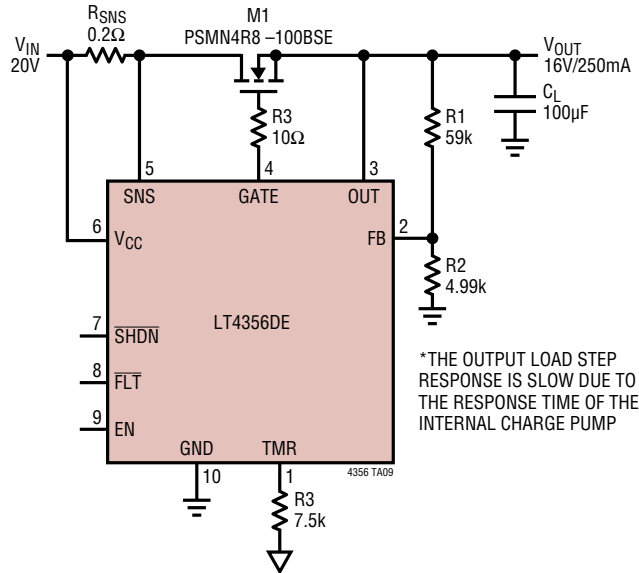 RSNS
0.2Ω
M1
PSMN4R8 –100BSE
VIN
20V
VOUT
16V/250mA
CL
100µF
R1
59k
R3
10Ω
5
4
3
SNS
GATE
OUT
6
VCC
2
FB
R2
4.99k
LT4356DE
7
SHDN
8
FLT
9
EN
*THE OUTPUT LOAD STEP
RESPONSE IS SLOW DUE TO
THE RESPONSE TIME OF THE
INTERNAL CHARGE PUMP
GND
TMR
10
1
4356 TA09
R3
7.5k